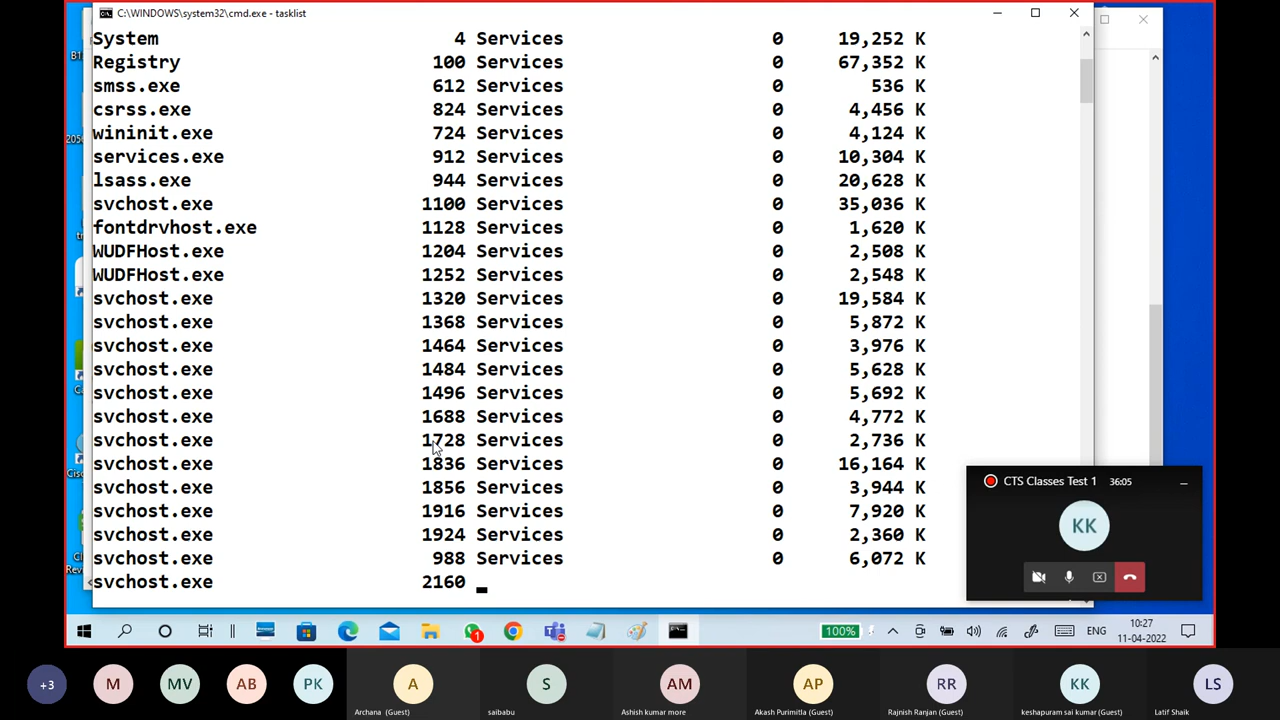 C:\WINDOWS\system32\cmd.exe - tasklist
System 4 Services 0 19,252 K
Registry 100 Services 0 67,352 K
smss.exe 612 Services 0 536 K
csrss.exe 824 Services 0 4,456 K
wininit.exe 724 Services 0 4,124 K
services.exe 912 Services 0 10,304 K
lsass.exe 944 Services 0 20,628 K
svchost.exe 1100 Services 0 35,036 K
fontdrvhost.exe 1128 Services 0 1,620 K
WUDFHost.exe 1204 Services 0 2,508 K
WUDFHost.exe 1252 Services 0 2,548 K
svchost.exe 1320 Services 0 19,584 K
svchost.exe 1368 Services 0 5,872 K
svchost.exe 1464 Services 0 3,976 K
svchost.exe 1484 Services 0 5,628 K
svchost.exe 1496 Services 0 5,692 K
svchost.exe 1688 Services 0 4,772 K
svchost.exe 1728 Services 0 2,736 K
svchost.exe 1836 Services 0 16,164 K
svchost.exe 1856 Services 0 3,944 K
svchost.exe 1916 Services 0 7,920 K
svchost.exe 1924 Services 0 2,360 K
svchost.exe 988 Services 0 6,072 K
svchost.exe 2160
CTS Classes Test 1 36:05
KK
1
100%
ENG
10:27
11-04-2022
+3
M
MV
AB
PK
A
S
AM
AP
RR
KK
LS
Archana (Guest)
saibabu
Ashish kumar more
Akash Purimitla (Guest)
Rajnish Ranjan (Guest)
keshapuram sai kumar (Guest)
Latif Shaik